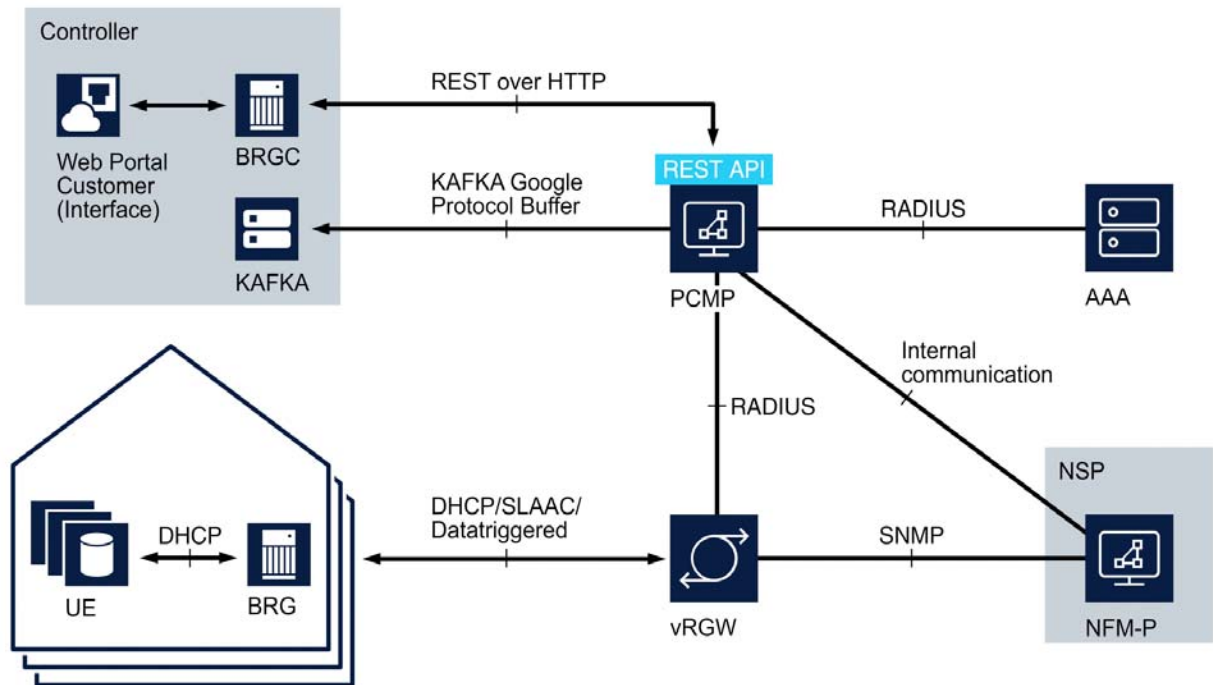 Controller
REST over HTTP
Web Portal
Customer
(Interface)
BRGC
REST API
KAFKA Google
Protocol Buffer
RADIUS
KAFKA
PCMP
AAA
Internal
communication
RADIUS
NSP
DHCP/SLAAC/
Datatriggered
DHCP
SNMP
UE
BRG
vRGW
NFM-P